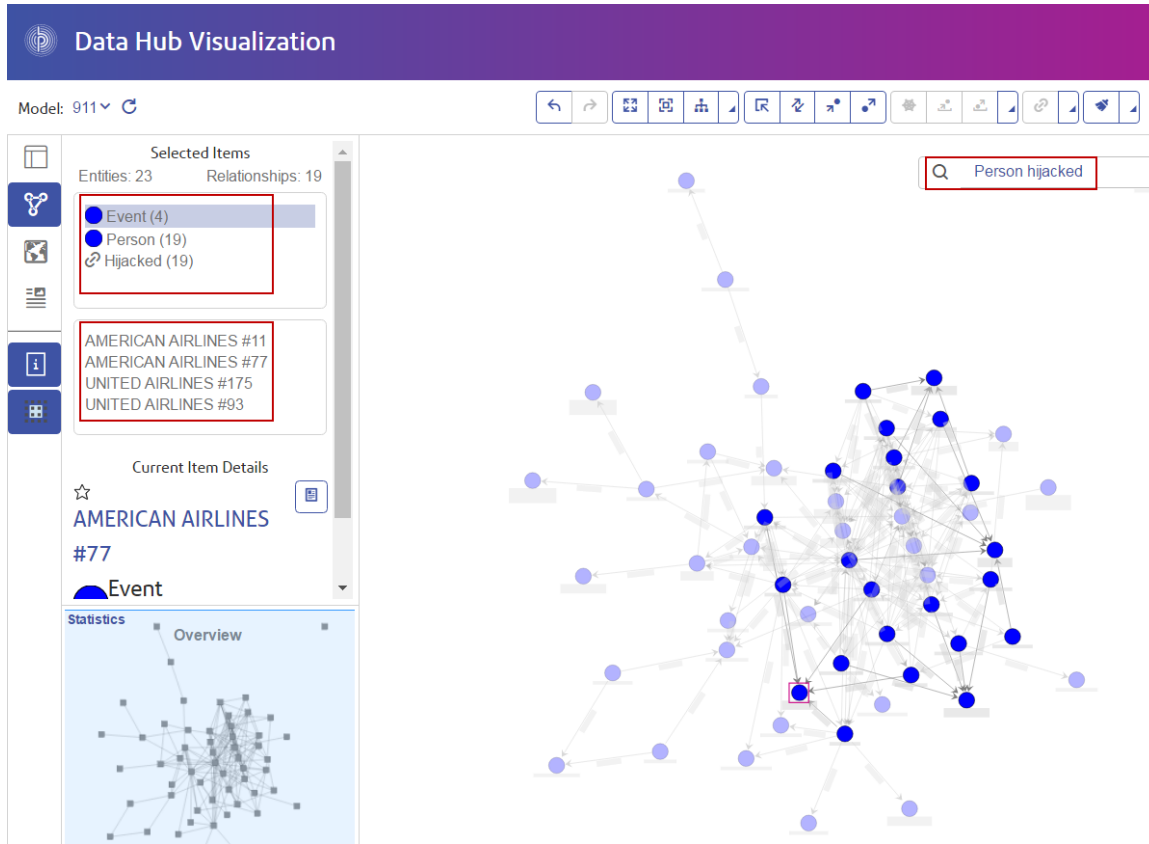 Data Hub Visualization
Model: 911
Selected Items
Entities: 23 Relationships: 19
Event (4)
Person (19)
Hijacked (19)
AMERICAN AIRLINES #11
AMERICAN AIRLINES #77
UNITED AIRLINES #175
UNITED AIRLINES #93
Current Item Details
AMERICAN AIRLINES
#77
Event
Statistics
Overview
Person hijacked